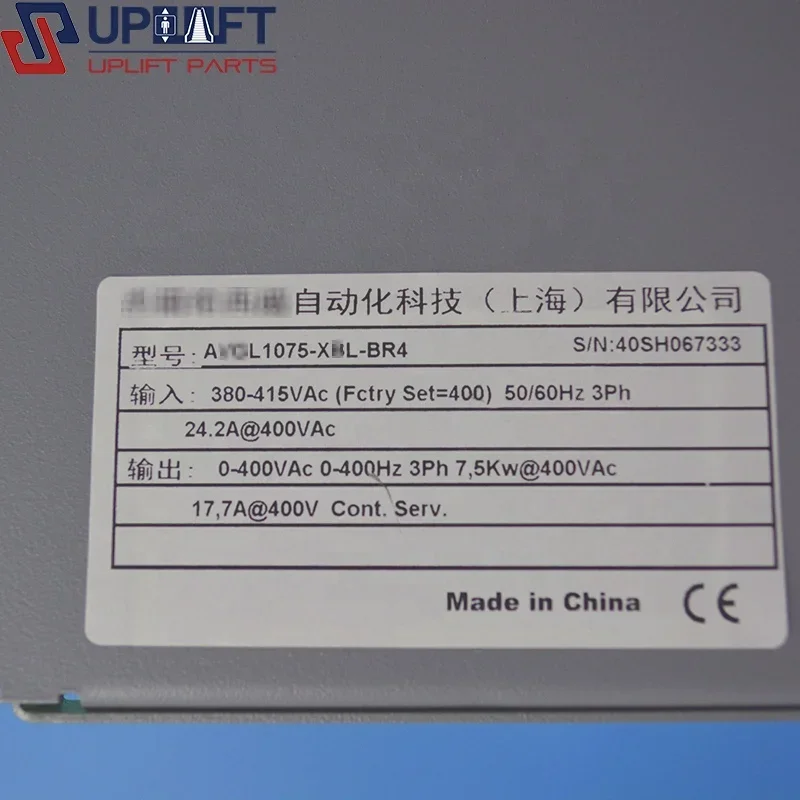 UPLIFT
UPLIFT PARTS
自动化科技（上海）有限公司
型号: L1075- L-BR4 S/N:40SH067333
输入: 380-415VAc (Fctry Set=400) 50/60Hz 3Ph
24.2A@400VAc
输出: 0-400VAc 0-400Hz 3Ph 7,5Kw@400VAc
17,7A@400V Cont. Serv.
Made in China CE